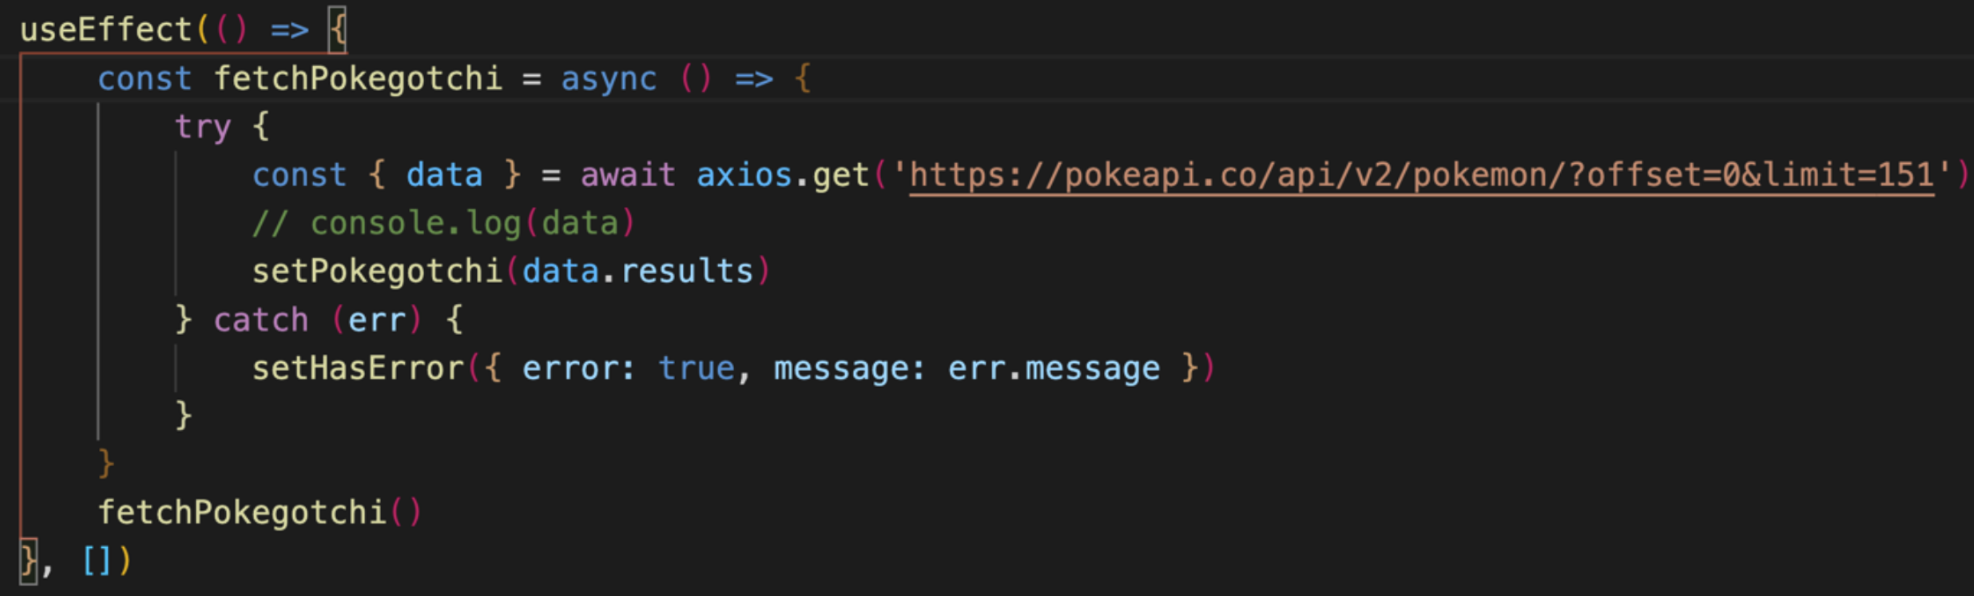 useEffect(() => {
    const fetchPokegotchi = async () => {
        try {
            const { data } = await axios.get('https://pokeapi.co/api/v2/pokemon/?offset=0&limit=151')
            // console.log(data)
            setPokegotchi(data.results)
        } catch (err) {
            setHasError({ error: true, message: err.message })
        }
    }
    fetchPokegotchi()
}, [])